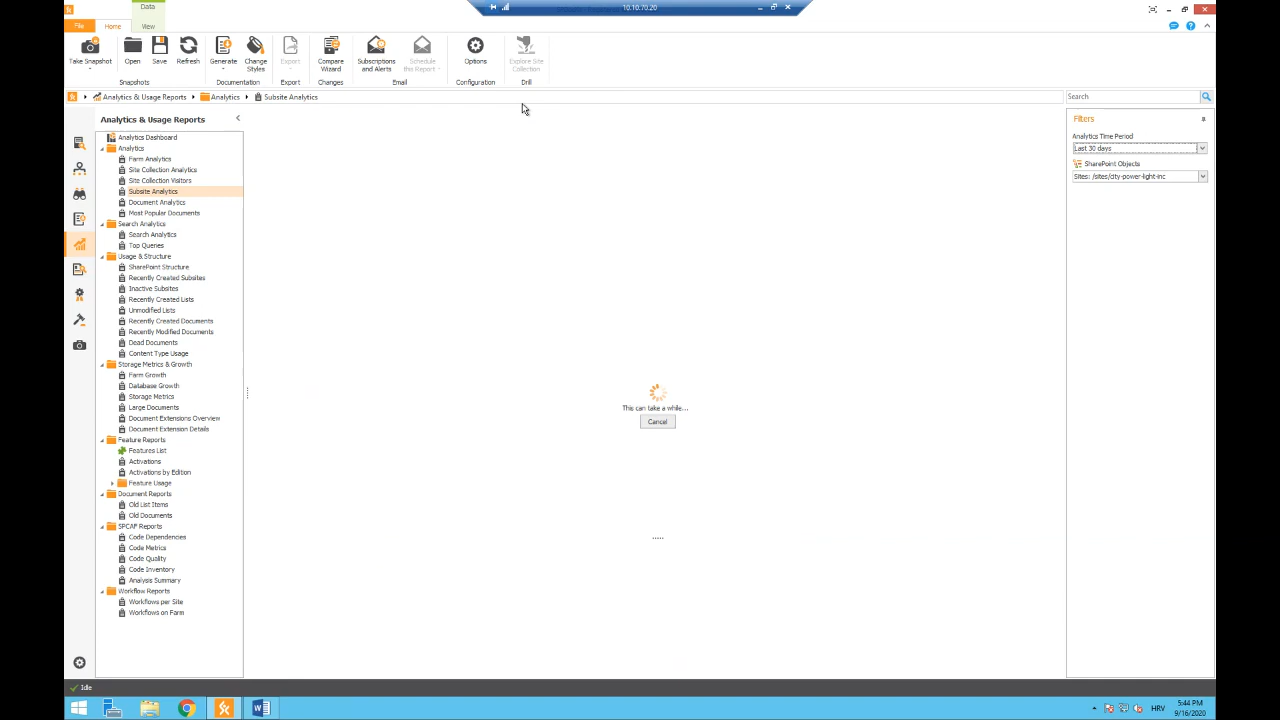 10.10.70.20
Data
File
Home
View
Take Snapshot
Open
Save
Refresh
Generate
Change Styles
Export
Compare Wizard
Subscriptions and Alerts
Schedule this Report
Options
Explore Site Collection
Snapshots
Documentation
Export
Changes
Email
Configuration
Drill
Analytics & Usage Reports
Analytics
Subsite Analytics
Search
Analytics & Usage Reports
Analytics Dashboard
Analytics
Farm Analytics
Site Collection Analytics
Site Collection Visitors
Subsite Analytics
Document Analytics
Most Popular Documents
Search Analytics
Search Analytics
Top Queries
Usage & Structure
SharePoint Structure
Recently Created Subsites
Inactive Subsites
Recently Created Lists
Unmodified Lists
Recently Created Documents
Recently Modified Documents
Dead Documents
Content Type Usage
Storage Metrics & Growth
Farm Growth
Database Growth
Storage Metrics
Large Documents
Document Extensions Overview
Document Extension Details
Feature Reports
Features List
Activations
Activations by Edition
Feature Usage
Document Reports
Old List Items
Old Documents
SPCAF Reports
Code Dependencies
Code Metrics
Code Quality
Code Inventory
Analysis Summary
Workflow Reports
Workflows per Site
Workflows on Farm
This can take a while...
Cancel
Filters
Analytics Time Period
Last 30 days
SharePoint Objects
Sites: /sites/city-power-light-inc
Idle
HRV
5:44 PM
9/16/2020